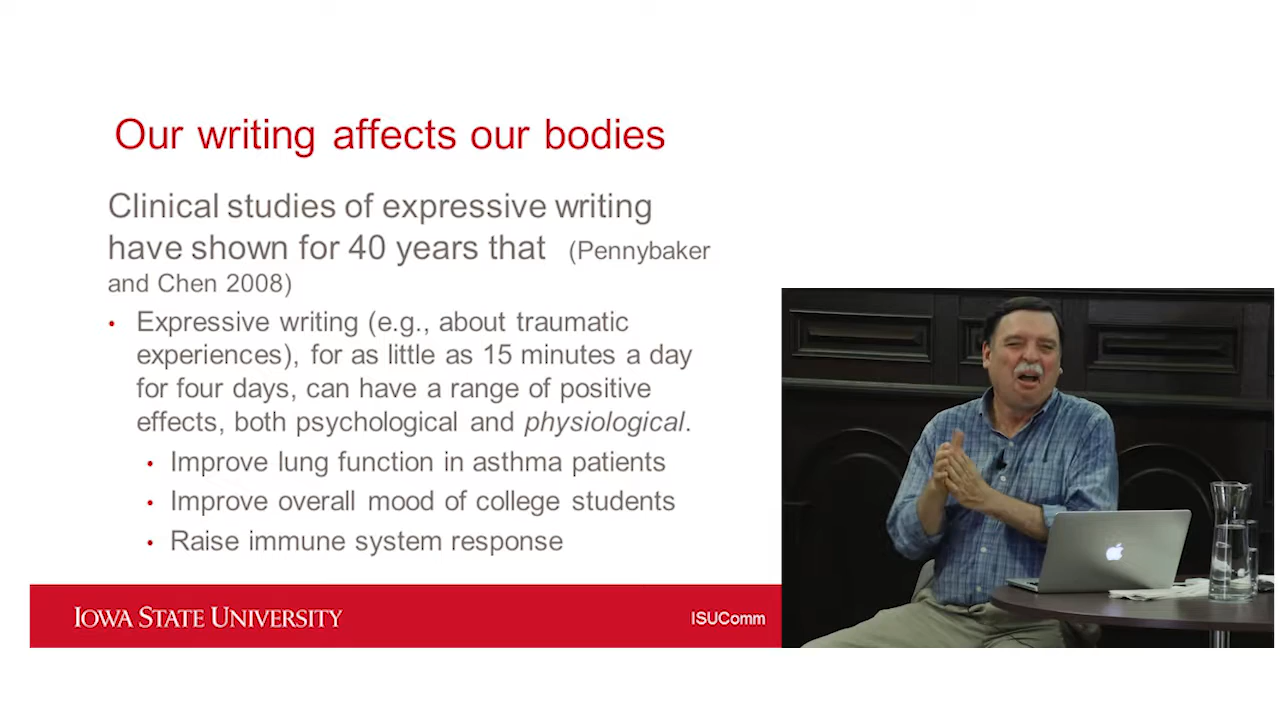 Our writing affects our bodies
Clinical studies of expressive writing
have shown for 40 years that (Pennybaker
and Chen 2008)
• Expressive writing (e.g., about traumatic
experiences), for as little as 15 minutes a day
for four days, can have a range of positive
effects, both psychological and physiological.
• Improve lung function in asthma patients
• Improve overall mood of college students
• Raise immune system response
IOWA STATE UNIVERSITY
ISUComm